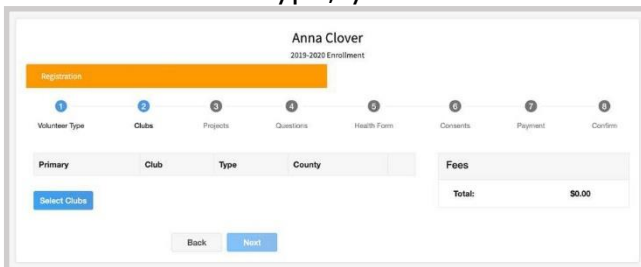 Anna Clover
2019-2020 Enrollment
Registration
1 2 3 4 5 6 7 8
Volunteer Type Clubs Projects Questions Health Form Consents Payment Confirm
Primary Club Type County
Fees
Select Clubs
Total: $0.00
Back Next